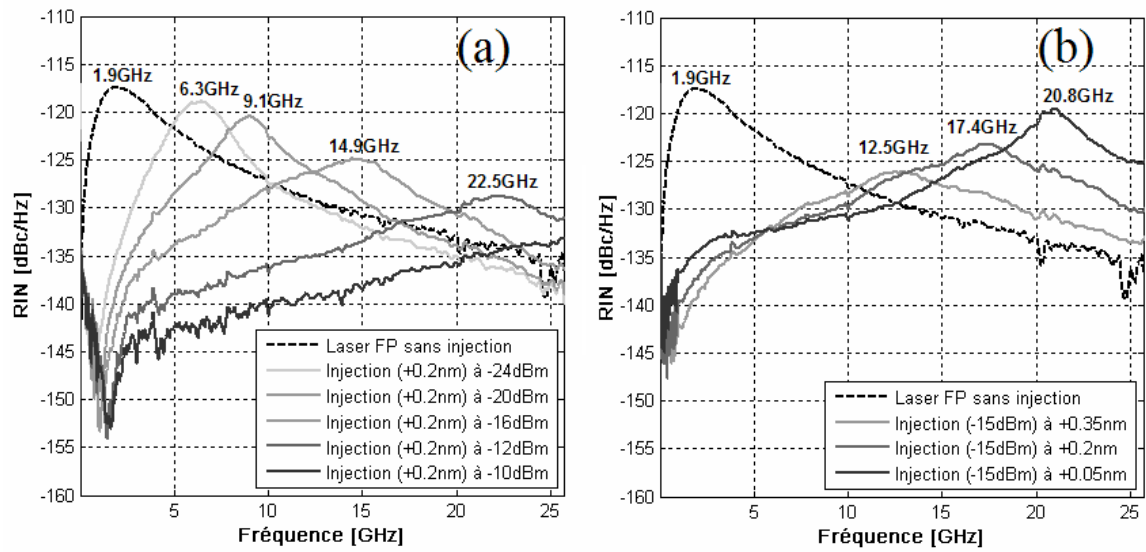 (a)
-110
-115
-120
-125
-130
-135
-140
-145
-150
-155
-160
RIN [dBc/Hz]
1.9GHz
6.3GHz
9.1GHz
14.9GHz
22.5GHz
Laser FP sans injection
Injection (+0.2nm) à -24dBm
Injection (+0.2nm) à -20dBm
Injection (+0.2nm) à -16dBm
Injection (+0.2nm) à -12dBm
Injection (+0.2nm) à -10dBm
5 10 15 20 25
Fréquence [GHz]
(b)
-110
-115
-120
-125
-130
-135
-140
-145
-150
-155
-160
RIN [dBc/Hz]
1.9GHz
12.5GHz
17.4GHz
20.8GHz
Laser FP sans injection
Injection (-15dBm) à +0.35nm
Injection (-15dBm) à +0.2nm
Injection (-15dBm) à +0.05nm
5 10 15 20 25
Fréquence [GHz]